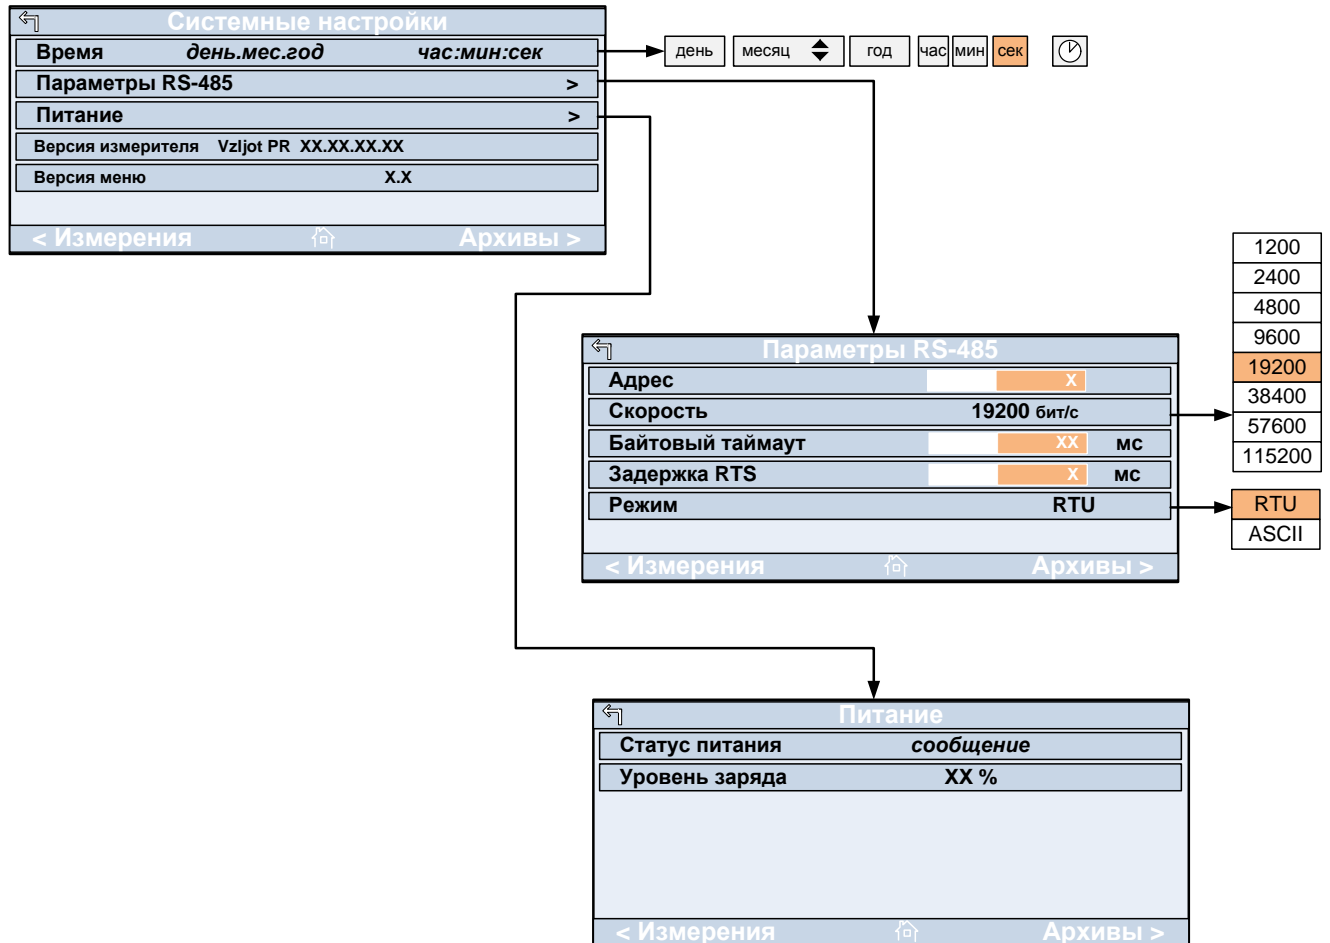 Системные настройки
Время день.мес.год час:мин:сек
день месяц год час мин сек
Параметры RS-485 >
Питание >
Версия измерителя Vzljot PR XX.XX.XX.XX
Версия меню X.X
< Измерения Архивы >
1200
2400
4800
9600
19200
38400
57600
115200
Параметры RS-485
Адрес X
Скорость 19200 бит/с
Байтовый таймаут XX мс
Задержка RTS X мс
Режим RTU
RTU
ASCII
< Измерения Архивы >
Питание
Статус питания сообщение
Уровень заряда XX %
< Измерения Архивы >